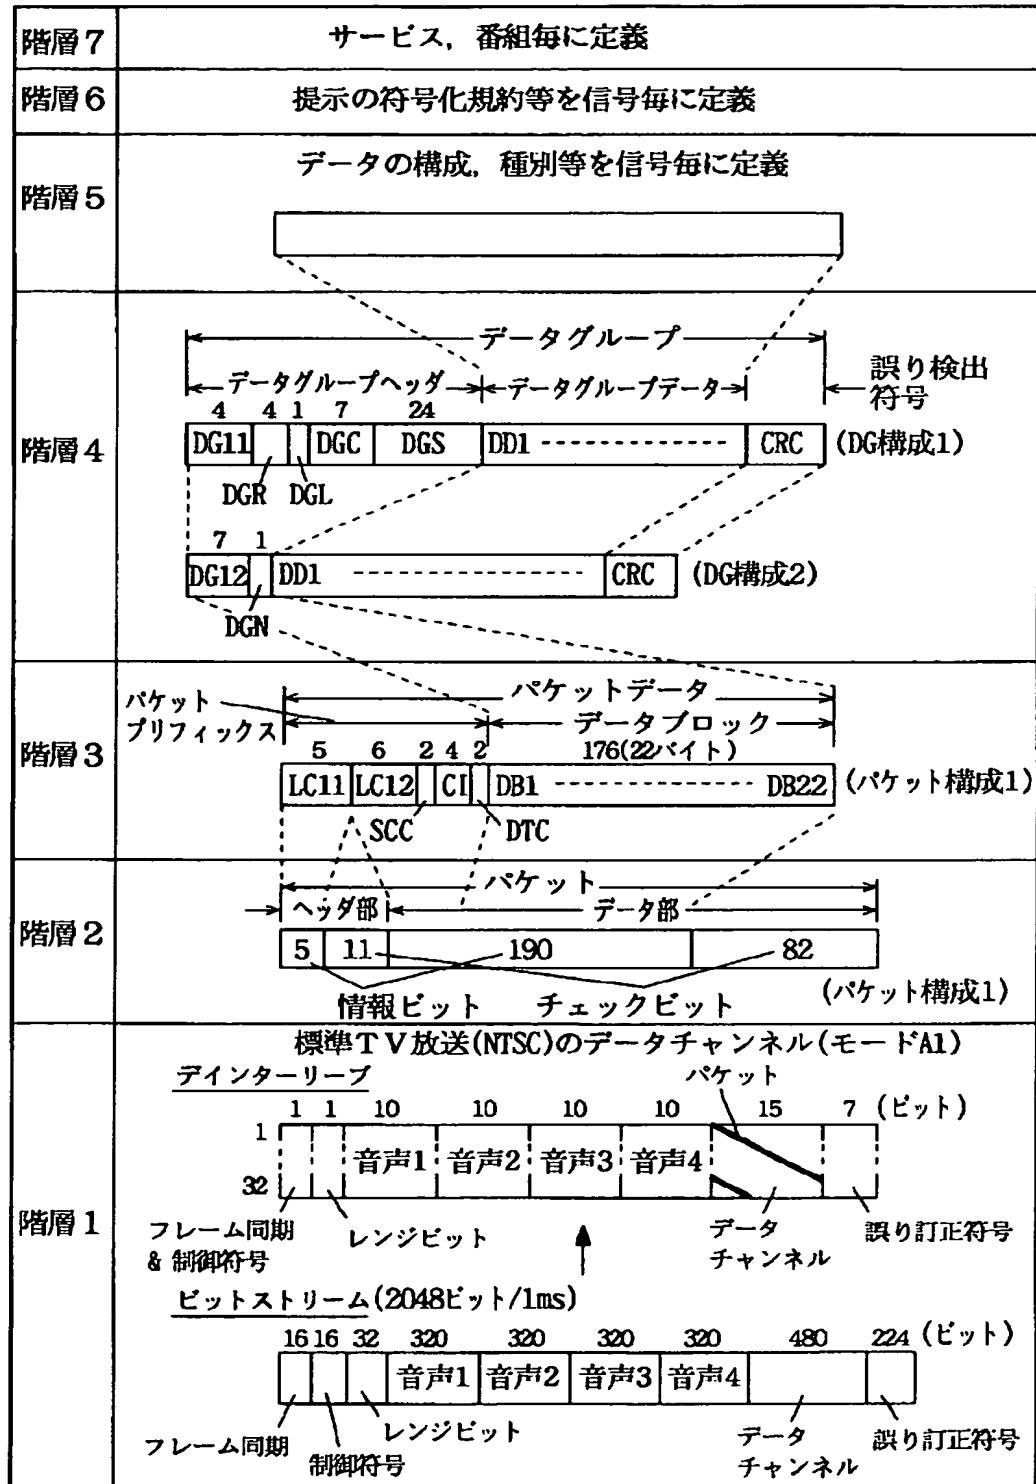 階層7
サービス，番組毎に定義
階層6
提示の符号化規約等を信号毎に定義
階層5
データの構成，種別等を信号毎に定義
階層4
データグループ
データグループヘッダ
データグループデータ
誤り検出
符号
4 4 1 7 24
DG11 DGC DGS DD1 CRC (DG構成1)
DGR DGL
7 1
DG12 DD1 CRC (DG構成2)
DGN
階層3
パケットデータ
パケット
プリフィックス
データブロック
5 6 2 4 2 176(22バイト)
LC11 LC12 CI DB1 DB22 (パケット構成1)
SCC DTC
階層2
パケット
ヘッダ部 データ部
5 11 190 82
情報ビット チェックビット (パケット構成1)
階層1
標準TV放送(NTSC)のデータチャンネル(モードA1)
デインターリーブ パケット
1 1 10 10 10 10 15 7 (ビット)
1
音声1 音声2 音声3 音声4
32
フレーム同期
& 制御符号
レンジビット
データ
チャンネル
誤り訂正符号
ビットストリーム(2048ビット/1ms)
16 16 32 320 320 320 320 480 224 (ビット)
音声1 音声2 音声3 音声4
フレーム同期
制御符号
レンジビット
データ
チャンネル
誤り訂正符号